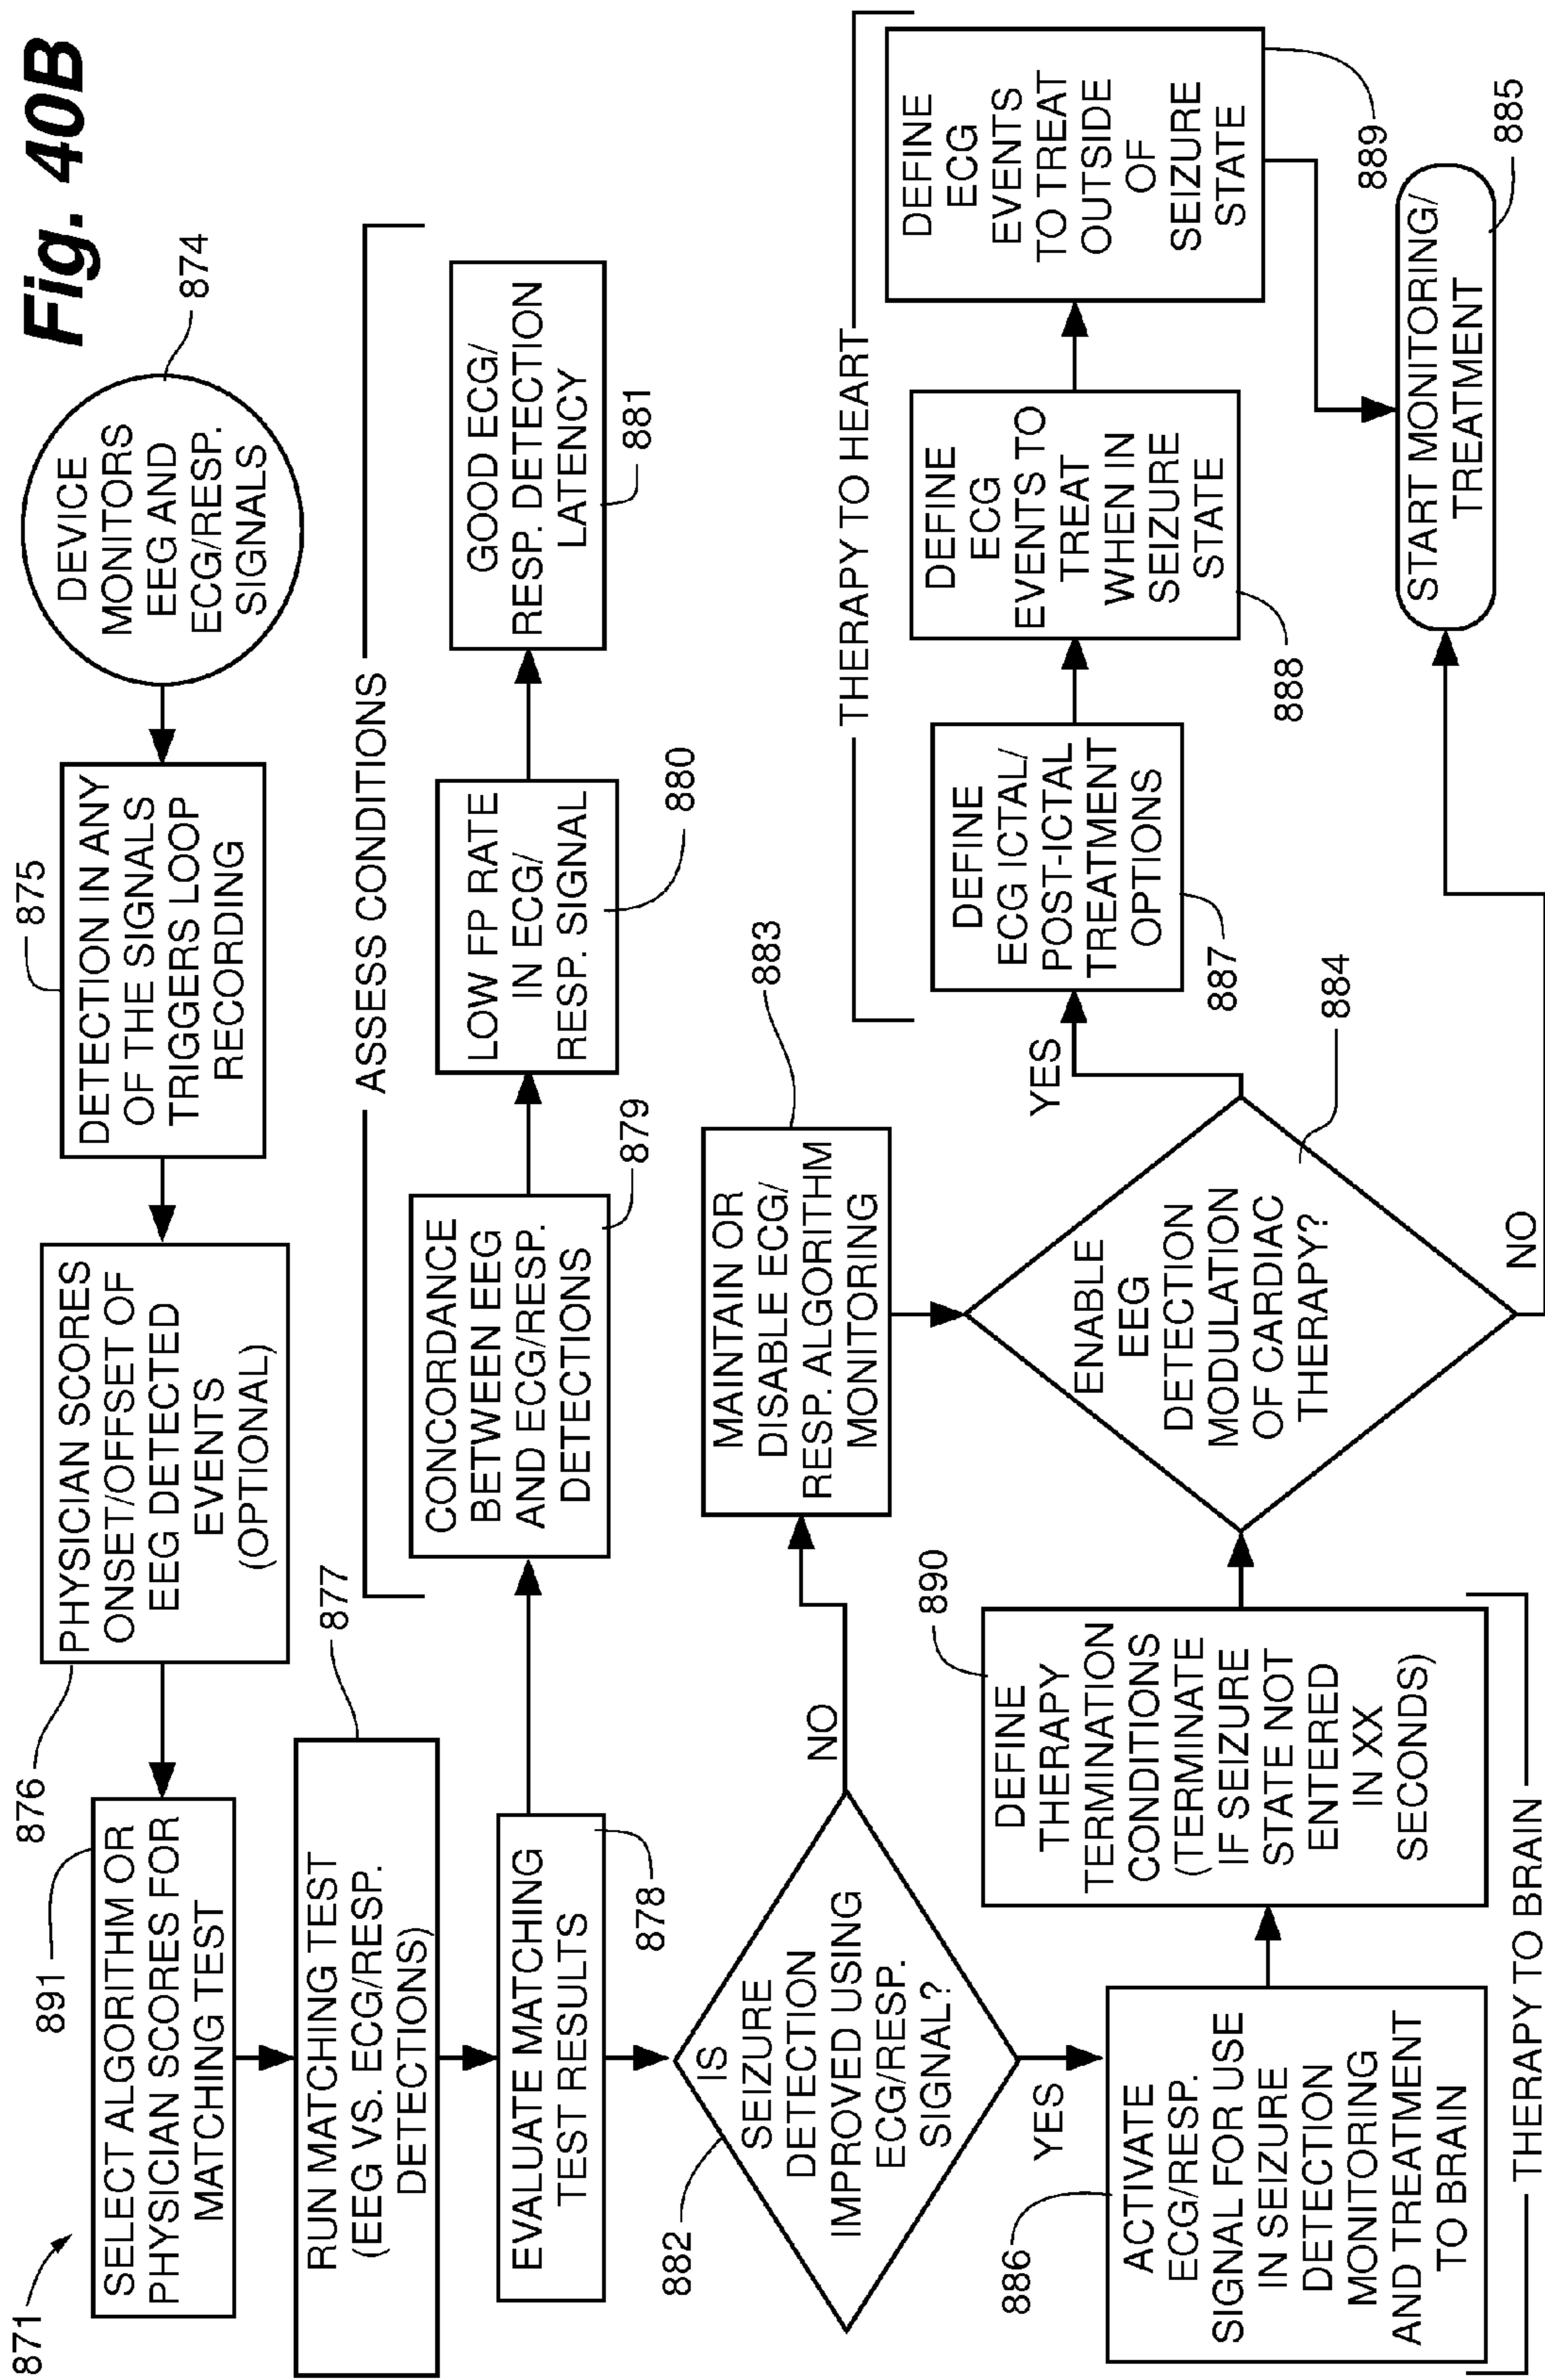 Fig. 40B
871
DEVICE
MONITORS
EEG AND
ECG/RESP.
SIGNALS
874
DETECTION IN ANY
OF THE SIGNALS
TRIGGERS LOOP
RECORDING
875
PHYSICIAN SCORES
ONSET/OFFSET OF
EEG DETECTED
EVENTS
(OPTIONAL)
876
SELECT ALGORITHM OR
PHYSICIAN SCORES FOR
MATCHING TEST
891
RUN MATCHING TEST
(EEG VS. ECG/RESP.
DETECTIONS)
877
EVALUATE MATCHING
TEST RESULTS
878
ASSESS CONDITIONS
CONCORDANCE
BETWEEN EEG
AND ECG/RESP.
DETECTIONS
879
LOW FP RATE
IN ECG/
RESP. SIGNAL
880
GOOD ECG/
RESP. DETECTION
LATENCY
881
IS
SEIZURE
DETECTION
IMPROVED USING
ECG/RESP.
SIGNAL?
882
NO
YES
MAINTAIN OR
DISABLE ECG/
RESP. ALGORITHM
MONITORING
883
ACTIVATE
ECG/RESP.
SIGNAL FOR USE
IN SEIZURE
DETECTION
MONITORING
AND TREATMENT
TO BRAIN
886
DEFINE
THERAPY
TERMINATION
CONDITIONS
(TERMINATE
IF SEIZURE
STATE NOT
ENTERED
IN XX
SECONDS)
890
THERAPY TO BRAIN
ENABLE
EEG
DETECTION
MODULATION
OF CARDIAC
THERAPY?
884
YES
NO
THERAPY TO HEART
DEFINE
ECG ICTAL/
POST-ICTAL
TREATMENT
OPTIONS
887
DEFINE
ECG
EVENTS TO
TREAT
WHEN IN
SEIZURE
STATE
888
DEFINE
ECG
EVENTS
TO TREAT
OUTSIDE
OF
SEIZURE
STATE
889
START MONITORING/
TREATMENT
885